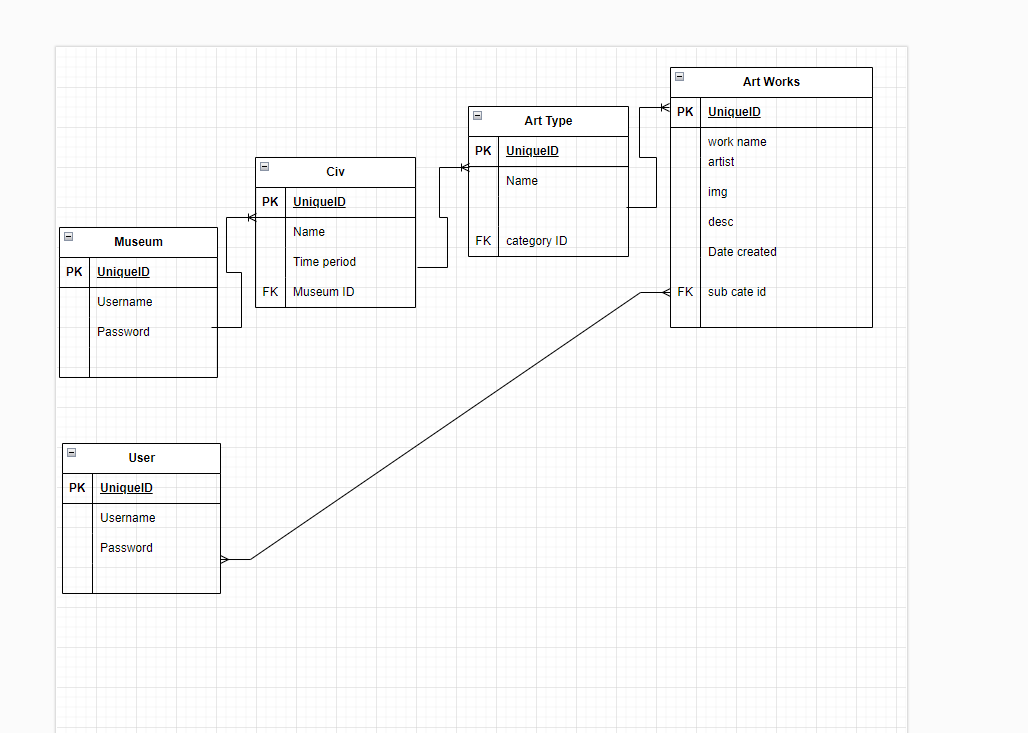 Art Works
PK UniqueID
work name
artist
img
desc
Date created
FK sub cate id
Art Type
PK UniqueID
Name
FK category ID
Civ
PK UniqueID
Name
Time period
FK Museum ID
Museum
PK UniqueID
Username
Password
User
PK UniqueID
Username
Password